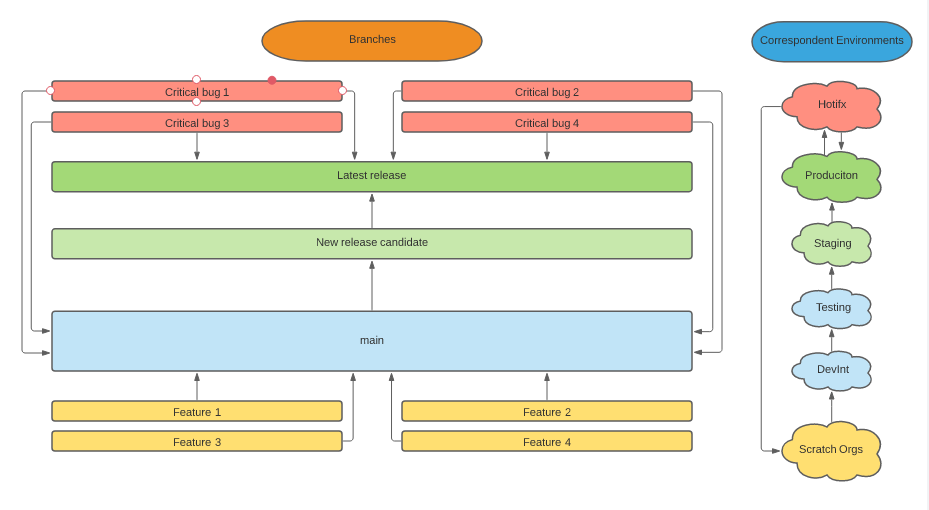 Branches
Correspondent Environments
Critical bug 1
Critical bug 2
Critical bug 3
Critical bug 4
Latest release
New release candidate
main
Feature 1
Feature 2
Feature 3
Feature 4
Hotifx
Produciton
Staging
Testing
DevInt
Scratch Orgs